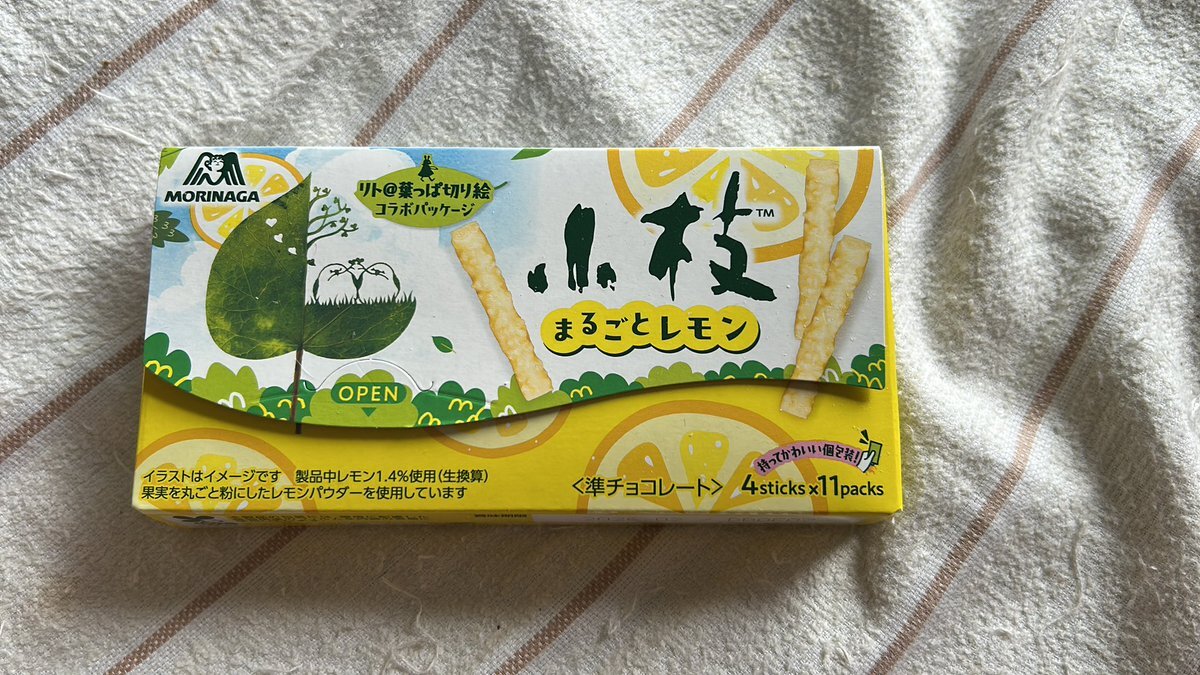 MORINAGA
リト@葉っぱ切り絵
コラボパッケージ
小枝™
まるごとレモン
OPEN
持ってかわいい個包装!
イラストはイメージです 製品中レモン1.4%使用(生換算)
果実を丸ごと粉にしたレモンパウダーを使用しています
<準チョコレート> 4sticks×11packs